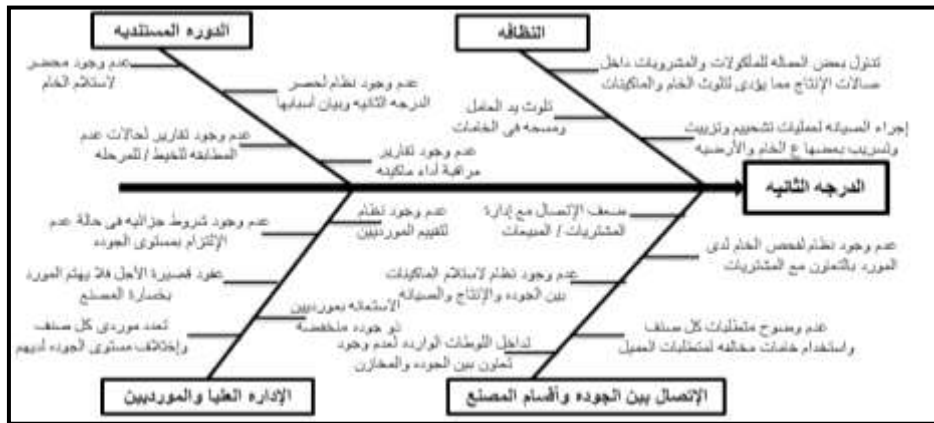 النظافه
الدوره المستنديه
تناول بعض العماله للمأكولات والمشروبات داخل
صالات الإنتاج مما يؤدى لتلوث الخام والماكينات
تلوث يد العامل
ومسحه فى الخامات
إجراء الصيانه لعمليات تشحيم وتزييت
وتسريب بعضها ع الخام والأرضيه
عدم وجود محضر
لاستلام الخام
عدم وجود نظام لحصر
الدرجه الثانيه وبيان أسبابها
عدم وجود تقارير لحالات عدم
المطابقه للخيط / للمرحله
عدم وجود تقارير
مراقبة أداء ماكينه
الدرجه الثانيه
ضعف الإتصال مع إدارة
المشتريات / المبيعات
عدم وجود نظام لفحص الخام لدى
المورد بالتعاون مع المشتريات
عدم وجود نظام لاستلام الماكينات
بين الجوده والإنتاج والصيانه
عدم وضوح متطلبات كل صنف
واستخدام خامات مخالفه لمتطلبات العميل
تداخل اللوطات الوارده لعدم وجود
تعاون بين الجوده والمخازن
عدم وجود نظام
لتقييم الموردين
عدم وجود شروط جزائيه فى حالة عدم
الإلتزام بمستوى الجوده
عقود قصيرة الأجل فلا يهتم المورد
بخسارة المصنع
الاستعانه بموردين
ذو جوده منخفضه
تعدد موردى كل صنف
وإختلاف مستوى الجوده لديهم
الإتصال بين الجوده وأقسام المصنع
الإداره العليا والموردين